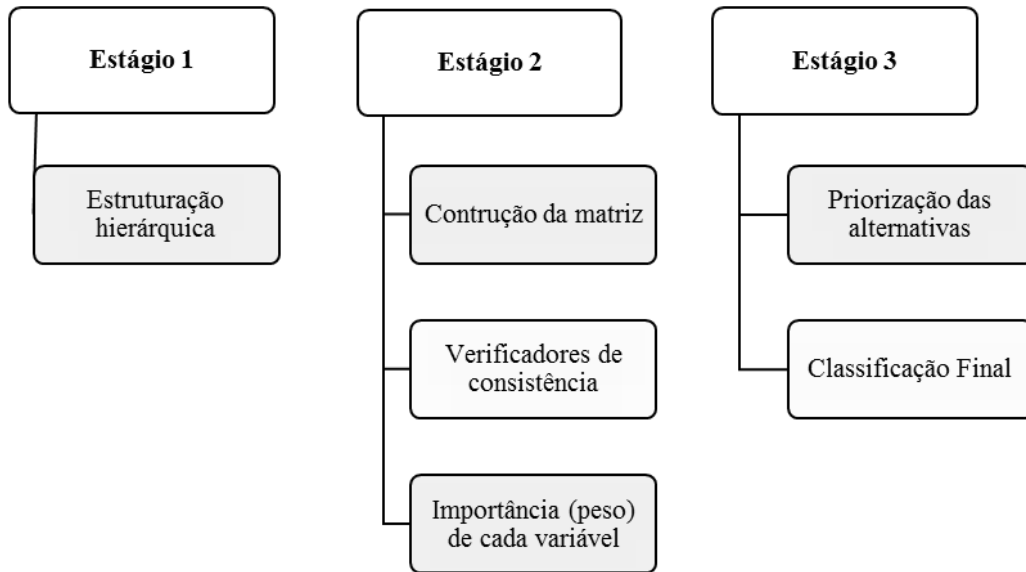 Estágio 1
Estruturação
hierárquica
Estágio 2
Contrução da matriz
Verificadores de
consistência
Importância (peso)
de cada variável
Estágio 3
Priorização das
alternativas
Classificação Final